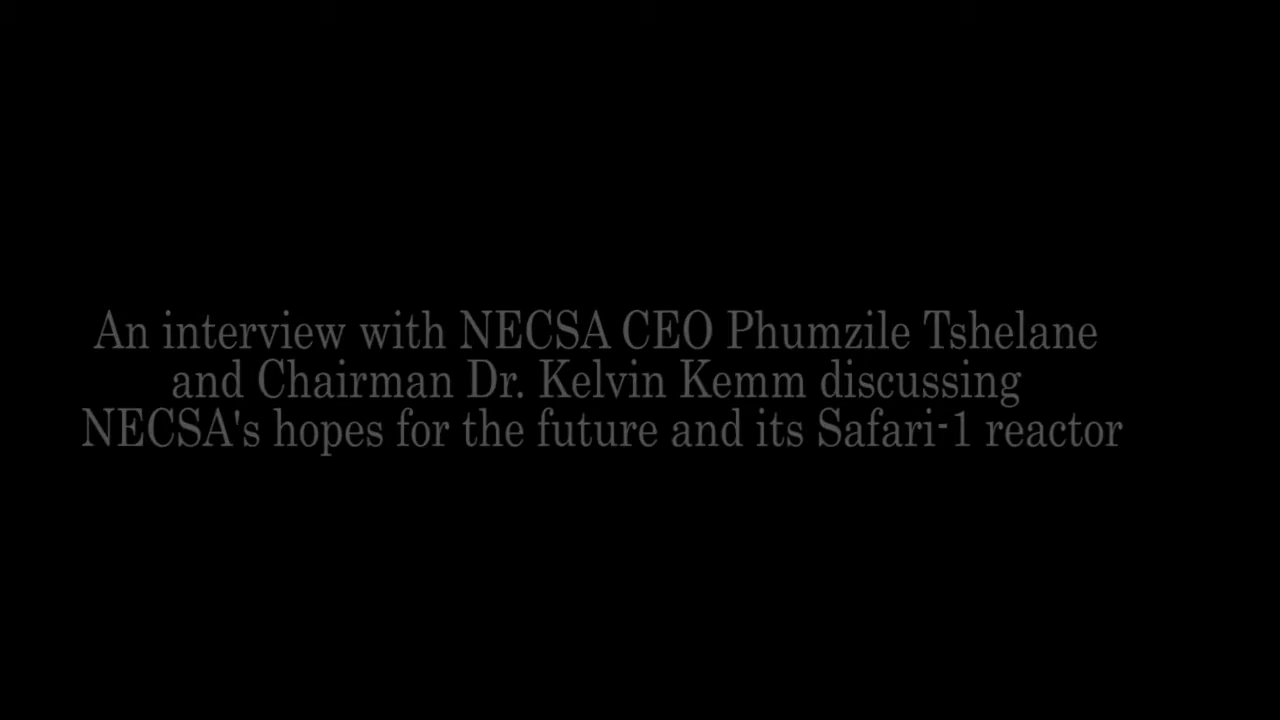 An interview with NECSA CEO Phumzile Tshelane
and Chairman Dr. Kelvin Kemm discussing
NECSA's hopes for the future and its Safari-1 reactor